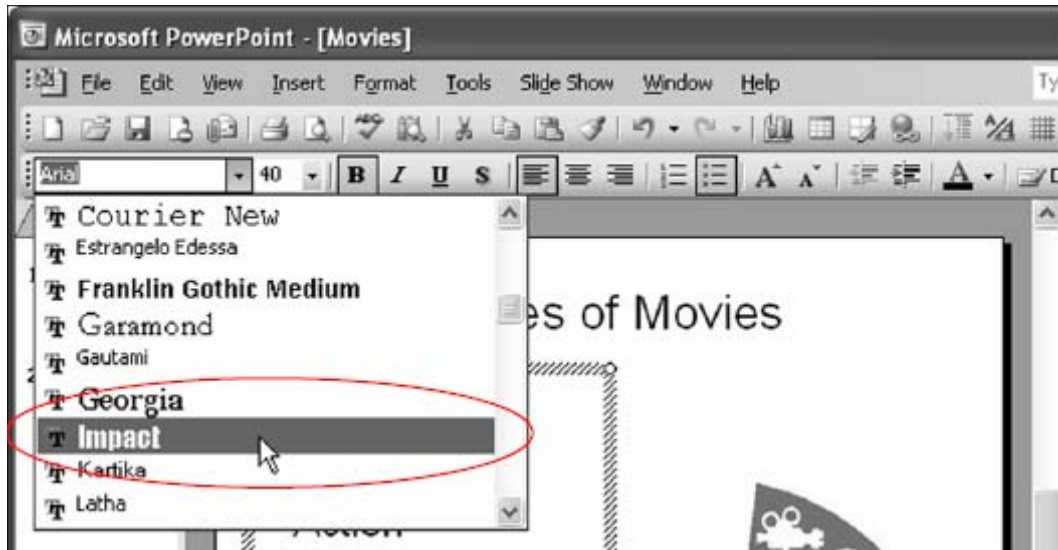 Microsoft PowerPoint - [Movies]
File Edit View Insert Format Tools Slide Show Window Help Ty
Arial 40 B I U S A A A
Courier New
Estrangelo Edessa
Franklin Gothic Medium
Garamond
Gautami
Georgia
Impact
Kartika
Latha
es of Movies
Action